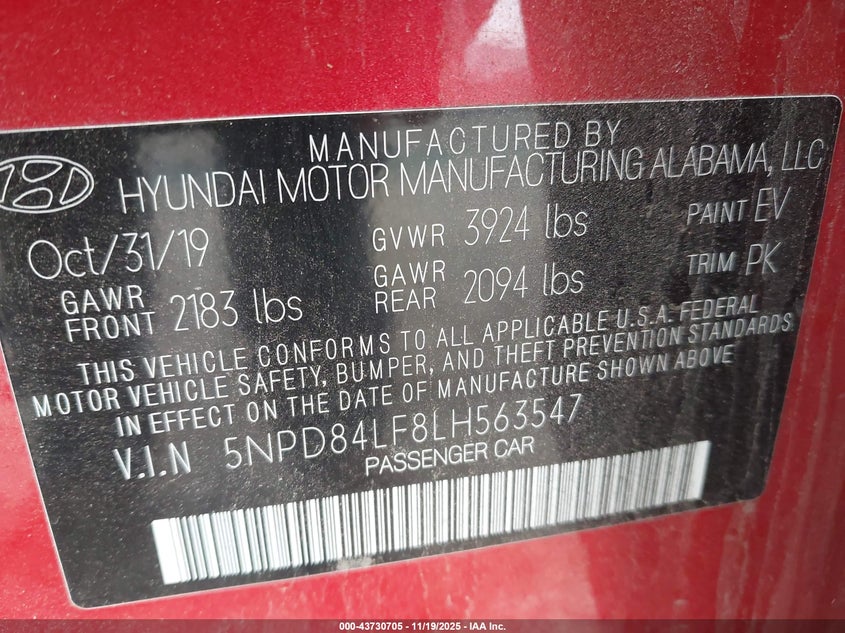 MANUFACTURED BY
HYUNDAI MOTOR MANUFACTURING ALABAMA, LLC
Oct/31/19 GVWR 3924 lbs PAINT EV
GAWR FRONT 2183 lbs GAWR REAR 2094 lbs TRIM PK
THIS VEHICLE CONFORMS TO ALL APPLICABLE U.S.A. FEDERAL
MOTOR VEHICLE SAFETY, BUMPER, AND THEFT PREVENTION STANDARDS
IN EFFECT ON THE DATE OF MANUFACTURE SHOWN ABOVE
V.I.N 5NPD84LF8LH563547
PASSENGER CAR
000-43730705 - 11/19/2025 - IAA Inc.